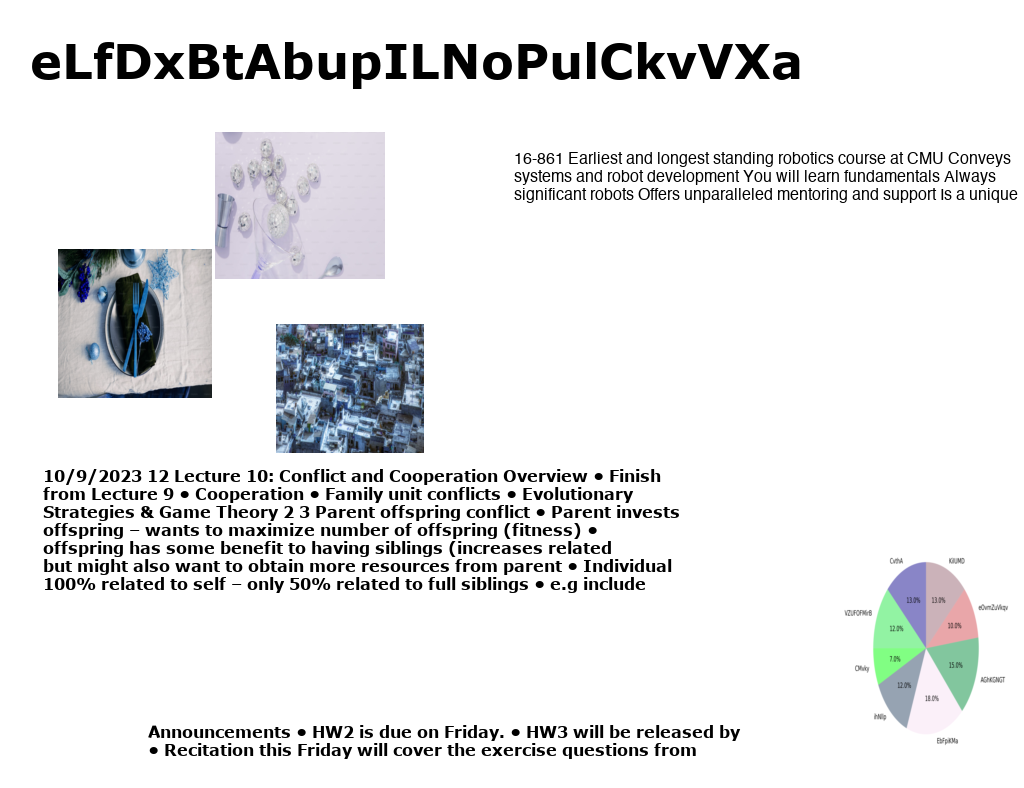 eLfDxBtAbupILNoPulCkvVXa
16-861 Earliest and longest standing robotics course at CMU Conveys
systems and robot development You will learn fundamentals Always
significant robots Offers unparalleled mentoring and support Is a unique
10/9/2023 12 Lecture 10: Conflict and Cooperation Overview ● Finish
from Lecture 9 ● Cooperation ● Family unit conflicts ● Evolutionary
Strategies & Game Theory 2 3 Parent offspring conflict ● Parent invests
offspring – wants to maximize number of offspring (fitness) ●
offspring has some benefit to having siblings (increases related
but might also want to obtain more resources from parent ● Individual
100% related to self – only 50% related to full siblings ● e.g include
CvthA
KiIUMD
13.0%
13.0%
VZUFOFMirB
eOvmZuVkqv
12.0%
10.0%
CMvky
7.0%
15.0%
AGhKGNGT
12.0%
18.0%
EbFpiKMa
Announcements ● HW2 is due on Friday. ● HW3 will be released by
● Recitation this Friday will cover the exercise questions from